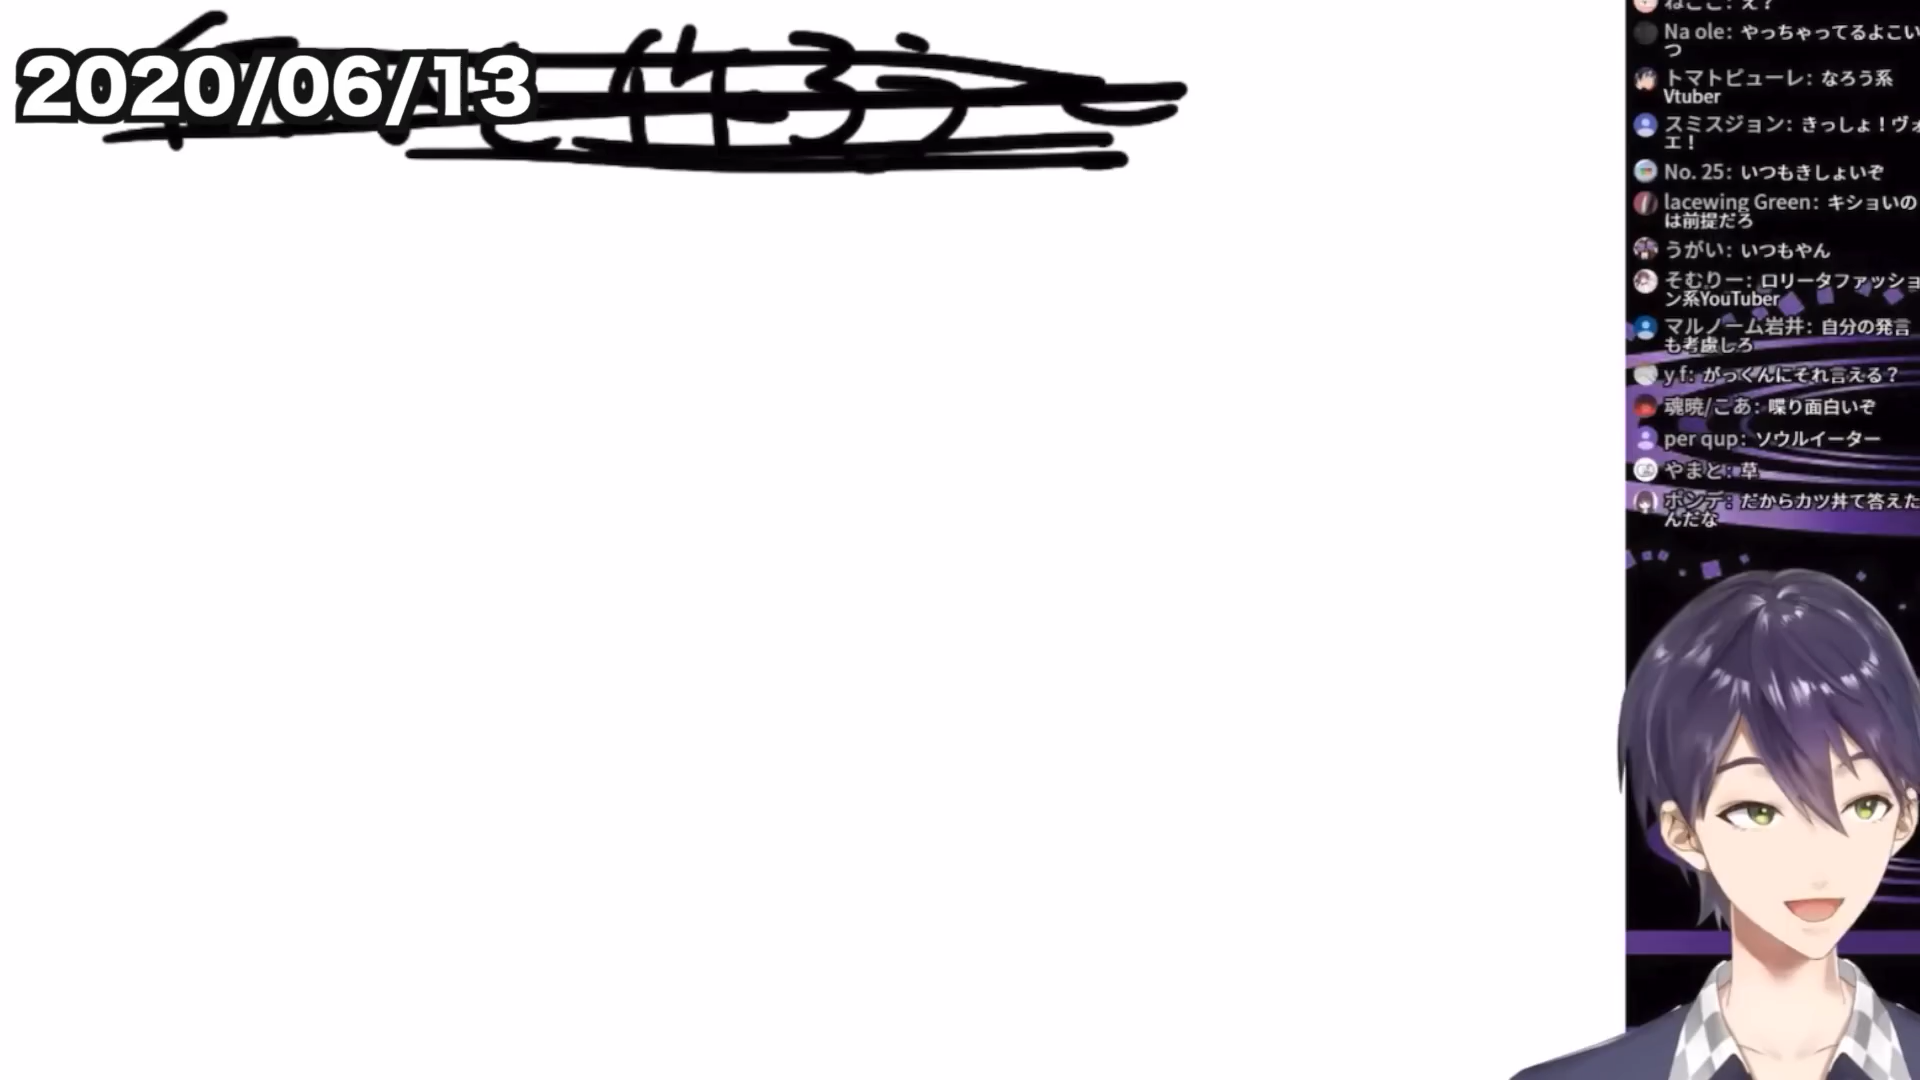 2020/06/13
ねここ: え?
Na ole: やっちゃってるよこい
つ
トマトピューレ: なろう系
Vtuber
スミスジョン: きっしょ!ヴォ
エ!
No. 25: いつもきしょいぞ
lacewing Green: キショいの
は前提だろ
うがい: いつもやん
そむりー: ロリータファッショ
ン系YouTuber
マルノーム岩井: 自分の発言
も考慮しろ
y f: がっくんにそれ言える?
魂暁/こあ: 喋り面白いぞ
per qup: ソウルイーター
やまと: 草
ポンデ: だからカツ丼て答えた
んだな